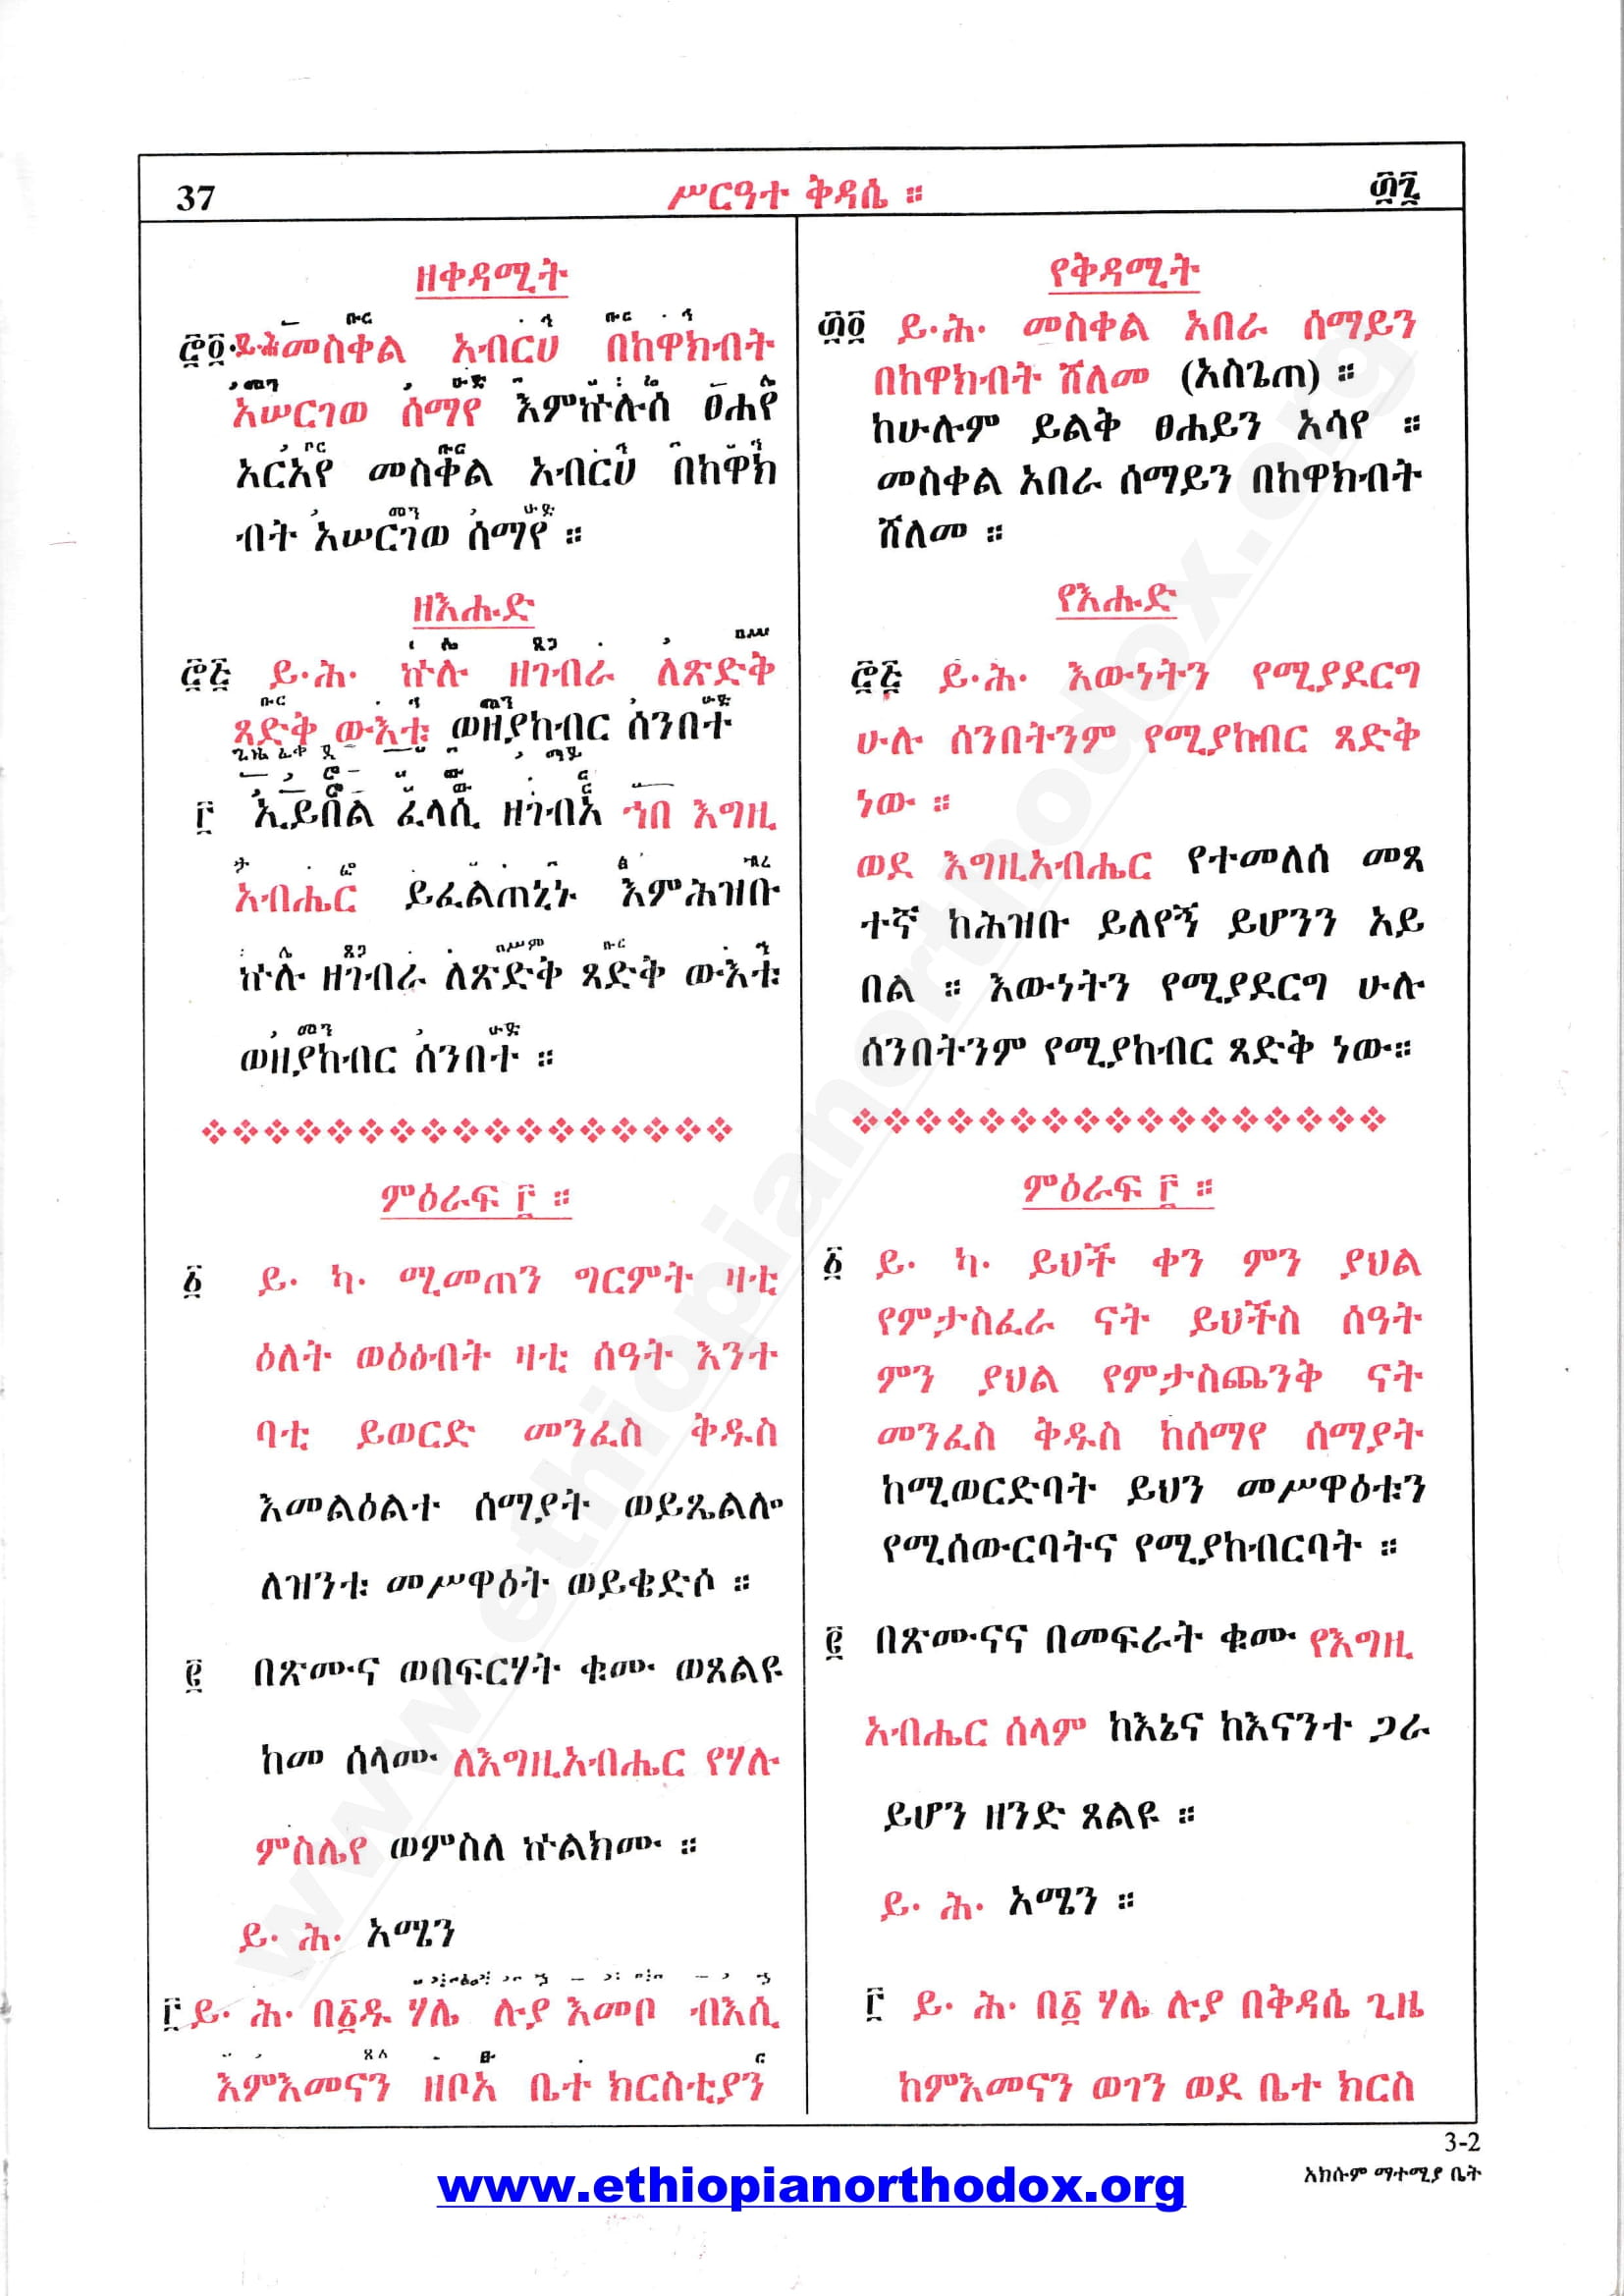 37 ሥርዓተ ቅዳሴ ። ፴፯
ዘቀዳሚት
፸፬ ይ·ሕ· መስቀል አብርሀ በከዋክብት
አሠርገወ ሰማየ እምኵሉሰ ፀሐየ
አርአየ መስቀል አብርሀ በከዋክ
ብት አሠርገወ ሰማየ ።
ዘእሑድ
፸፭ ይ·ሕ· ኵሉ ዘገብራ ለጽድቅ
ጻድቅ ውእቱ ወዘያከብር ሰንበተ
፫ ኢይበል ፈላሲ ዘገብአ ኀበ እግዚ
አብሔር ይፈልጠኒኑ እምሕዝቡ
ኵሉ ዘገብራ ለጽድቅ ጻድቅ ውእቱ
ወዘያከብር ሰንበተ ።
ምዕራፍ ፫ ።
፩ ይ· ካ· ሚመጠን ግርምት ዛቲ
ዕለት ወዕፅብት ዛቲ ሰዓት እንተ
ባቲ ይወርድ መንፈስ ቅዱስ
እመልዕልተ ሰማያት ወይጼልሎ
ለዝንቱ መሥዋዕት ወይቄድሶ ።
፪ በጽሙና ወበፍርሃት ቁሙ ወጸልዩ
ከመ ሰላሙ ለእግዚአብሔር የሃሉ
ምስሌየ ወምስለ ኵልክሙ ።
ይ· ሕ· አሜን
፫ ይ· ሕ· በ፩ዱ ሃሌ ሉያ እመቦ ብእሲ
እምእመናን ዘቦአ ቤተ ክርስቲያን
የቅዳሚት
ይ·ሕ· መስቀል አበራ ሰማይን
በከዋክብት ሸለመ (አስጌጠ) ።
ከሁሉም ይልቅ ፀሐይን አሳየ ።
መስቀል አበራ ሰማይን በከዋክብት
ሸለመ ።
የእሑድ
፸፭ ይ·ሕ· እውነትን የሚያደርግ
ሁሉ ሰንበትንም የሚያከብር ጻድቅ
ነው ።
ወደ እግዚአብሔር የተመለሰ መጻ
ተኛ ከሕዝቡ ይለየኝ ይሆንን አይ
በል ። እውነትን የሚያደርግ ሁሉ
ሰንበትንም የሚያከብር ጻድቅ ነው።
ምዕራፍ ፫ ።
፩ ይ· ካ· ይህች ቀን ምን ያህል
የምታስፈራ ናት ይህችስ ሰዓት
ምን ያህል የምታስጨንቅ ናት
መንፈስ ቅዱስ ከሰማየ ሰማያት
ከሚወርድባት ይህን መሥዋዕቱን
የሚሰውርባትና የሚያከብርባት ።
፪ በጽሙናና በመፍራት ቁሙ የእግዚ
አብሔር ሰላም ከእኔና ከእናንተ ጋራ
ይሆን ዘንድ ጸልዩ ።
ይ· ሕ· አሜን ።
፫ ይ· ሕ· በ፩ ሃሌ ሉያ በቅዳሴ ጊዜ
ከምእመናን ወገን ወደ ቤተ ክርስ
3-2
አክሱም ማተሚያ ቤት
www.ethiopianorthodox.org
www.ethiopianorthodox.org